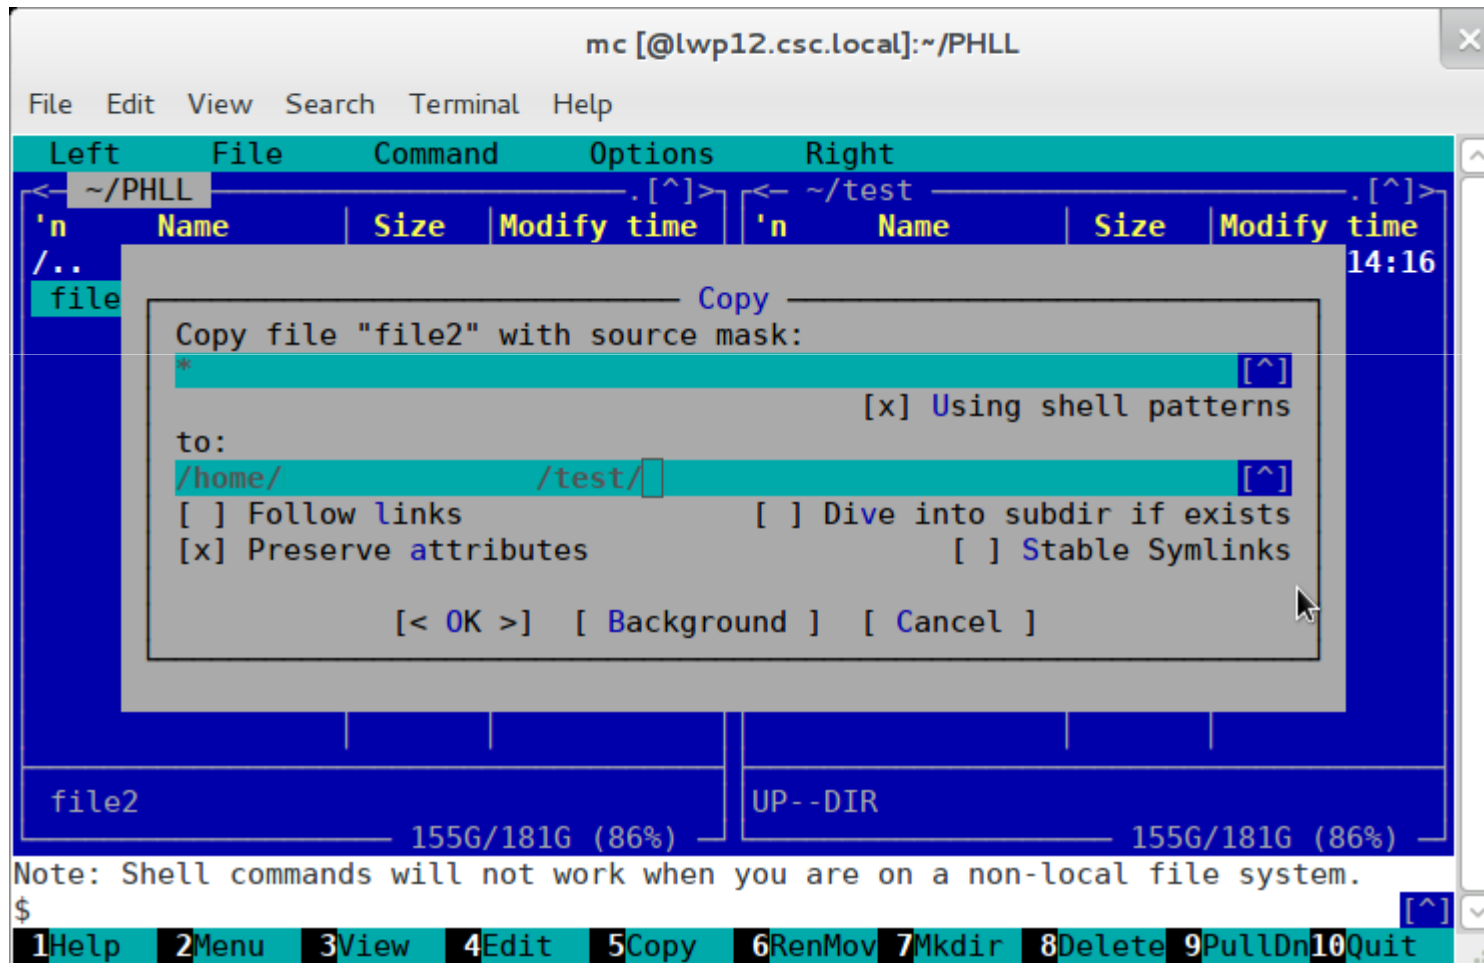 mc [@lwp12.csc.local]:~/PHLL
File Edit View Search Terminal Help
Left File Command Options Right
<─ ~/PHLL .[^]> <─ ~/test .[^]>
'n Name Size Modify time 'n Name Size Modify time
/.. 14:16
file
Copy
Copy file "file2" with source mask:
* [^]
[x] Using shell patterns
to:
/home/ /test/ [^]
[ ] Follow links [ ] Dive into subdir if exists
[x] Preserve attributes [ ] Stable Symlinks
[< OK >] [ Background ] [ Cancel ]
file2 UP--DIR
155G/181G (86%) 155G/181G (86%)
Note: Shell commands will not work when you are on a non-local file system.
$ [^]
1Help 2Menu 3View 4Edit 5Copy 6RenMov 7Mkdir 8Delete 9PullDn 10Quit